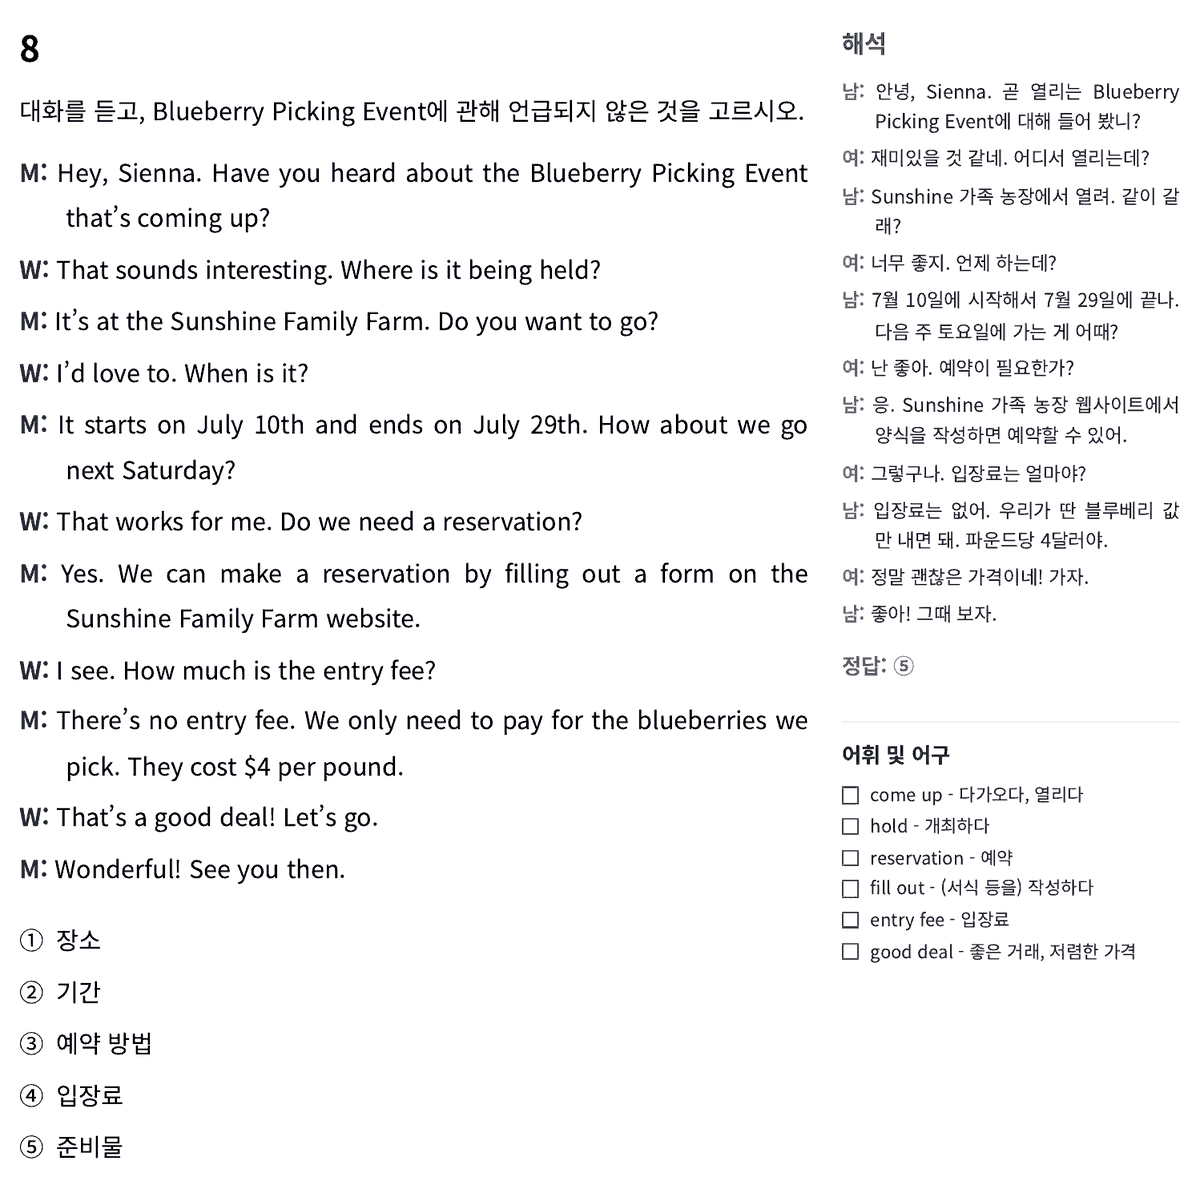 8
대화를 듣고, Blueberry Picking Event에 관해 언급되지 않은 것을 고르시오.
M: Hey, Sienna. Have you heard about the Blueberry Picking Event
that's coming up?
W: That sounds interesting. Where is it being held?
M: It's at the Sunshine Family Farm. Do you want to go?
W: I'd love to. When is it?
M: It starts on July 10th and ends on July 29th. How about we go
next Saturday?
W: That works for me. Do we need a reservation?
M: Yes. We can make a reservation by filling out a form on the
Sunshine Family Farm website.
W: I see. How much is the entry fee?
M: There's no entry fee. We only need to pay for the blueberries we
pick. They cost $4 per pound.
W: That's a good deal! Let's go.
M: Wonderful! See you then.
① 장소
② 기간
③ 예약 방법
④ 입장료
⑤ 준비물
해석
남: 안녕, Sienna. 곧 열리는 Blueberry
Picking Event에 대해 들어 봤니?
여: 재미있을 것 같네. 어디서 열리는데?
남: Sunshine 가족 농장에서 열려. 같이 갈
래?
여: 너무 좋지. 언제 하는데?
남: 7월 10일에 시작해서 7월 29일에 끝나.
다음 주 토요일에 가는 게 어때?
여: 난 좋아. 예약이 필요한가?
남: 응. Sunshine 가족 농장 웹사이트에서
양식을 작성하면 예약할 수 있어.
여: 그렇구나. 입장료는 얼마야?
남: 입장료는 없어. 우리가 딴 블루베리 값
만 내면 돼. 파운드당 4달러야.
여: 정말 괜찮은 가격이네! 가자.
남: 좋아! 그때 보자.
정답: ⑤
어휘 및 어구
□ come up - 다가오다, 열리다
□ hold - 개최하다
□ reservation - 예약
□ fill out - (서식 등을) 작성하다
□ entry fee - 입장료
□ good deal - 좋은 거래, 저렴한 가격